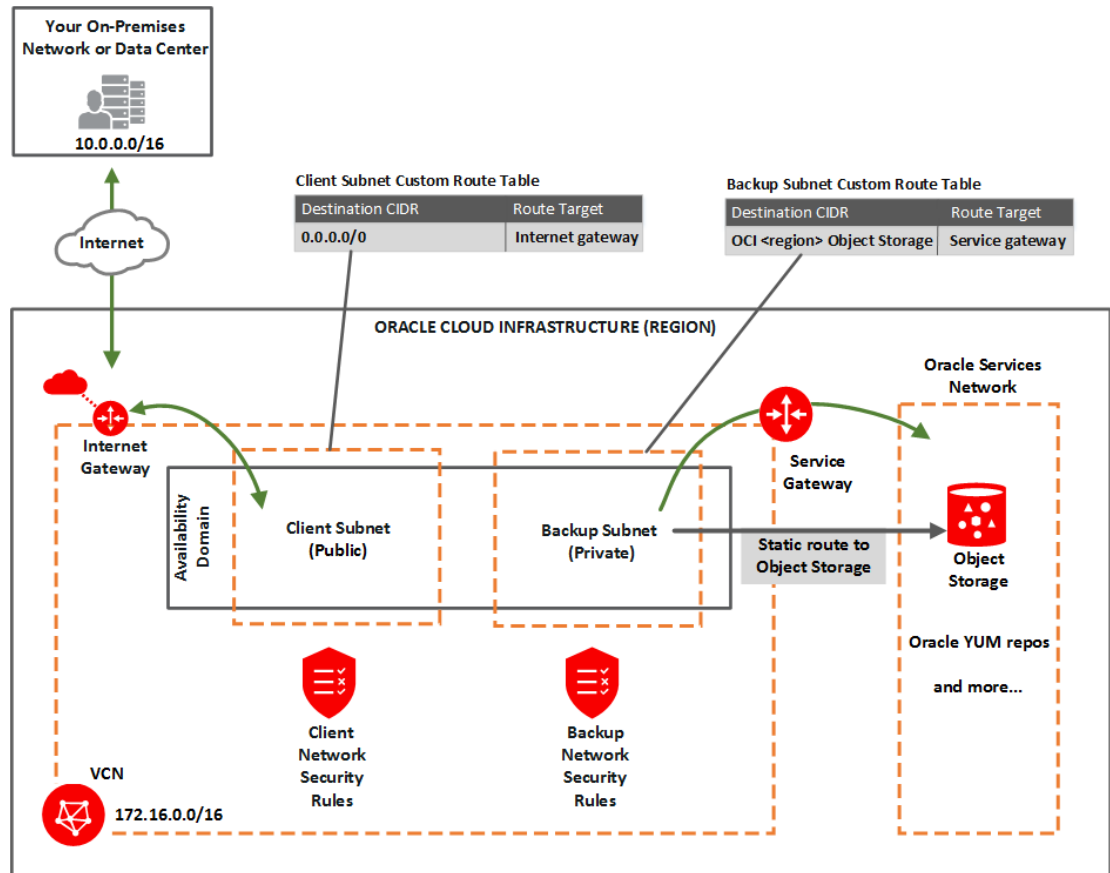 Your On-Premises
Network or Data Center
10.0.0.0/16
Internet
Client Subnet Custom Route Table
Destination CIDR Route Target
0.0.0.0/0 Internet gateway
Backup Subnet Custom Route Table
Destination CIDR Route Target
OCI <region> Object Storage Service gateway
ORACLE CLOUD INFRASTRUCTURE (REGION)
Oracle Services
Network
Internet
Gateway
Service
Gateway
Availability
Domain
Client Subnet
(Public)
Backup Subnet
(Private)
Static route to
Object Storage
Object
Storage
Oracle YUM repos
and more...
Client
Network
Security
Rules
Backup
Network
Security
Rules
VCN
172.16.0.0/16